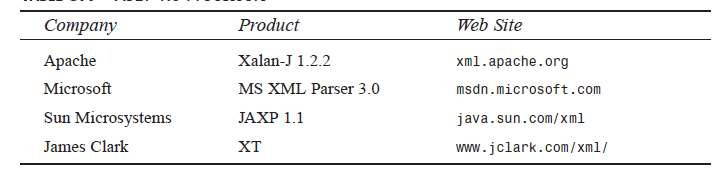 Company Product Web Site
Apache Xalan-J 1.2.2 xml.apache.org
Microsoft MS XML Parser 3.0 msdn.microsoft.com
Sun Microsystems JAXP 1.1 java.sun.com/xml
James Clark XT www.jclark.com/xml/